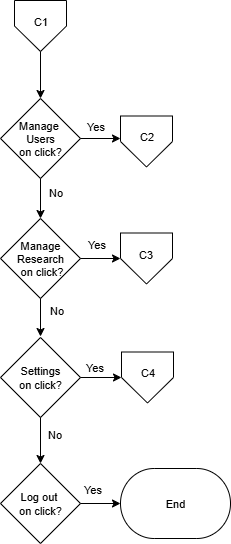 C1
Manage
Users
on click?
Yes
C2
No
Manage
Research
on click?
Yes
C3
No
Settings
on click?
Yes
C4
No
Log out
on click?
Yes
End